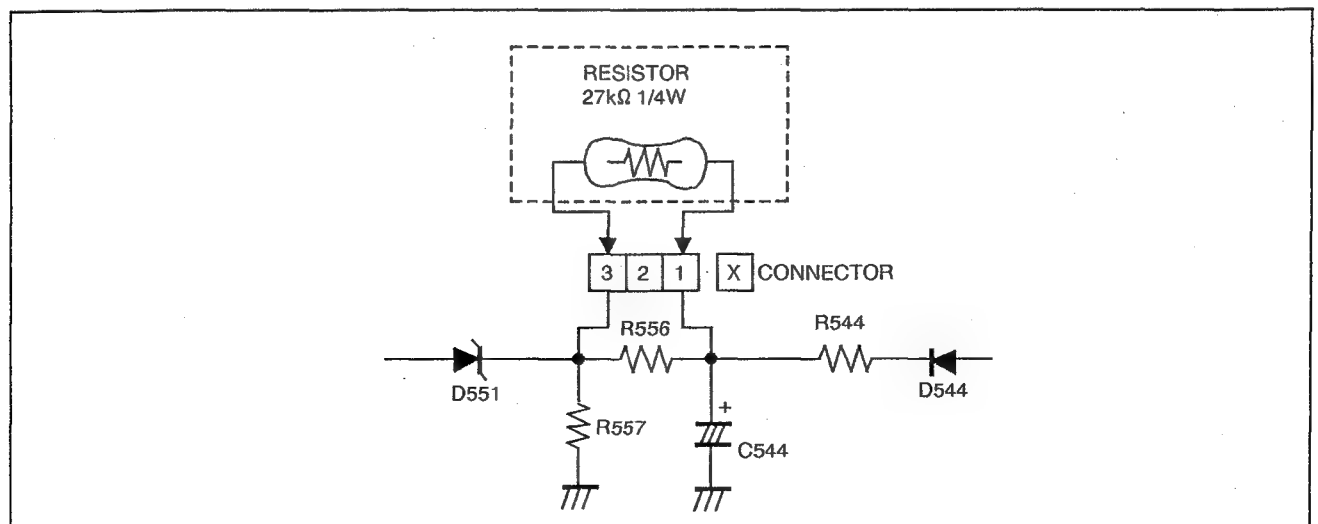 RESISTOR
27kΩ 1/4W
3 2 1 X CONNECTOR
R556 R544
D551 D544
R557 + C544